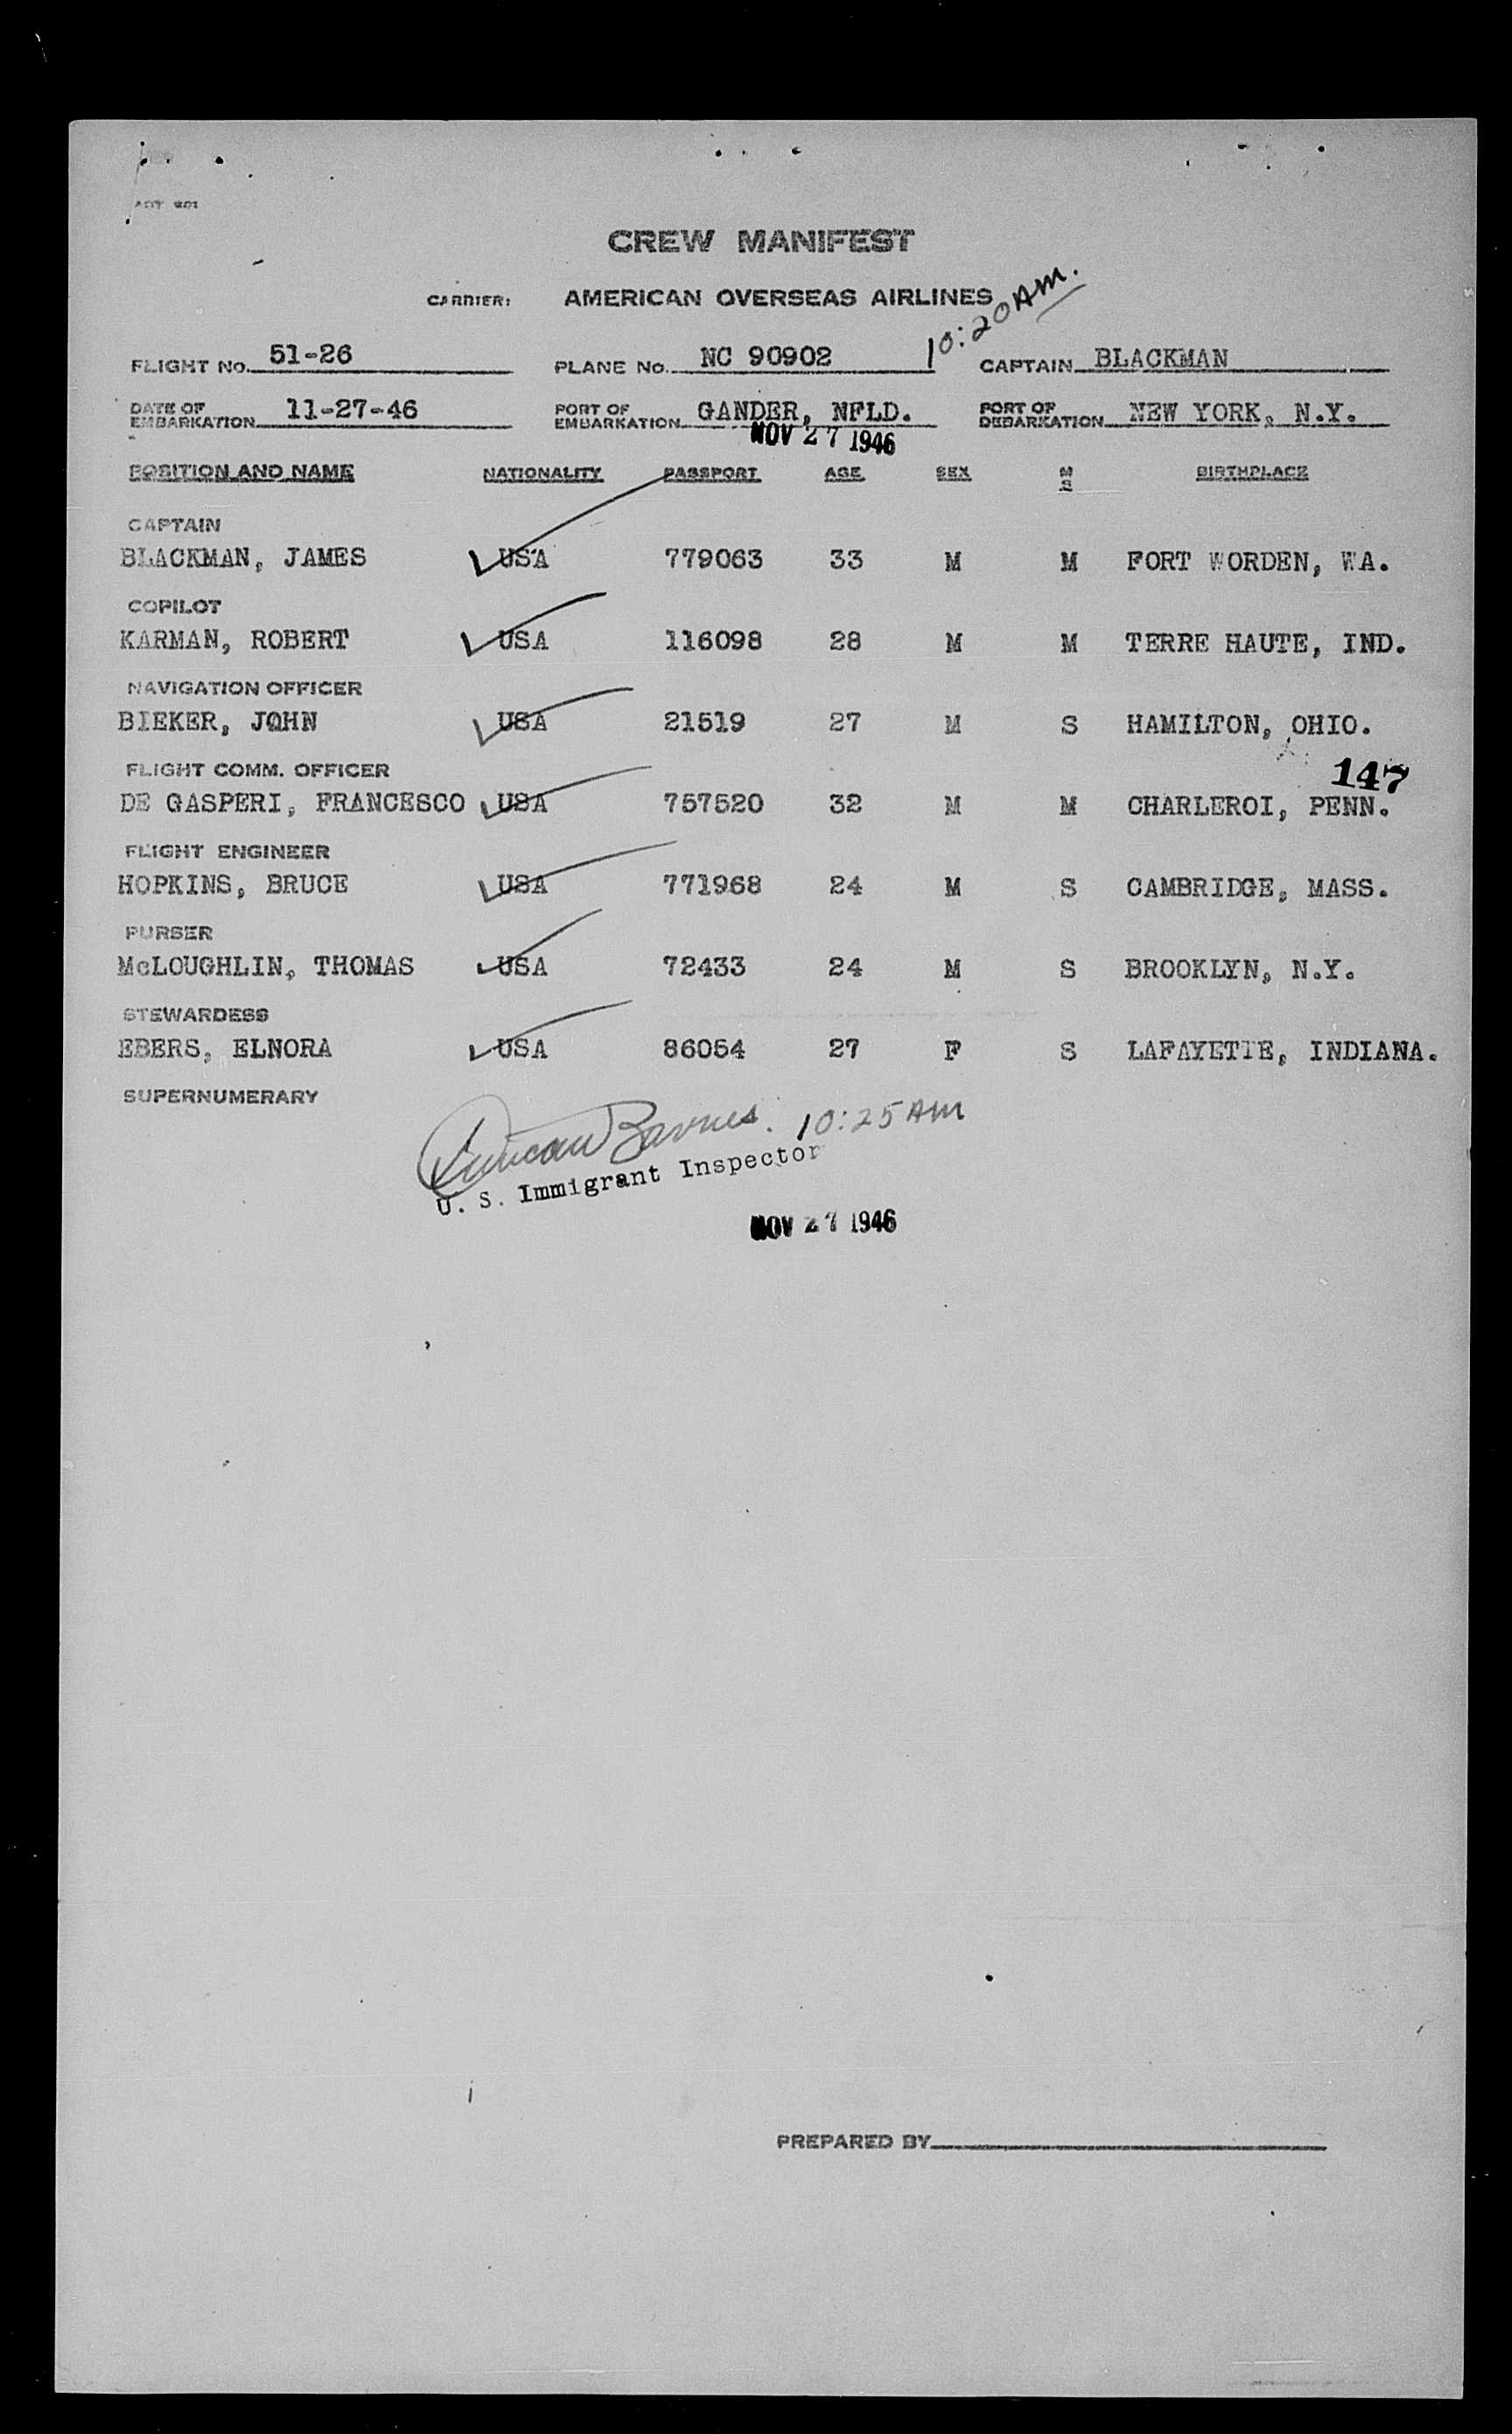 CREW MANIFEST
CARRIER: AMERICAN OVERSEAS AIRLINES
10:20 AM.
FLIGHT No. 51-26 PLANE No. NC 90902 CAPTAIN BLACKMAN
DATE OF EMBARKATION 11-27-46 PORT OF EMBARKATION GANDER, NFLD. PORT OF DEBARKATION NEW YORK, N.Y.
NOV 27 1946
POSITION AND NAME NATIONALITY PASSPORT AGE SEX M S BIRTHPLACE
CAPTAIN
BLACKMAN, JAMES USA 779063 33 M M FORT WORDEN, WA.
COPILOT
KARMAN, ROBERT USA 116098 28 M M TERRE HAUTE, IND.
NAVIGATION OFFICER
BIEKER, JOHN USA 21519 27 M S HAMILTON, OHIO.
FLIGHT COMM. OFFICER
147
DE GASPERI, FRANCESCO USA 757520 32 M M CHARLEROI, PENN.
FLIGHT ENGINEER
HOPKINS, BRUCE USA 771968 24 M S CAMBRIDGE, MASS.
PURSER
McLOUGHLIN, THOMAS USA 72433 24 M S BROOKLYN, N.Y.
STEWARDESS
EBERS, ELNORA USA 86054 27 F S LAFAYETTE, INDIANA.
SUPERNUMERARY
Duncan Barnes. 10:25 AM
U. S. Immigrant Inspector
NOV 27 1946
PREPARED BY